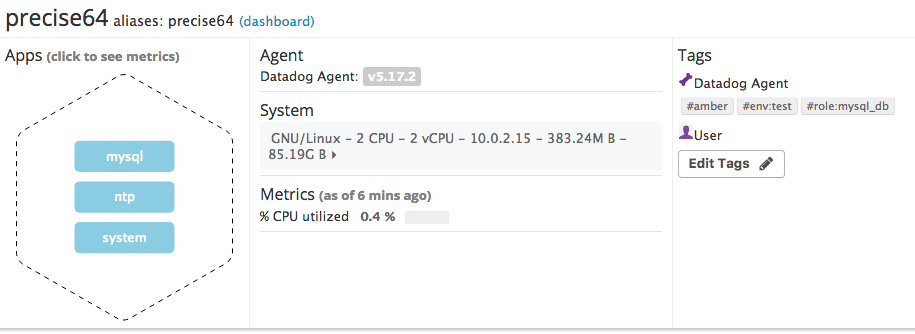 precise64 aliases: precise64 (dashboard)
Apps (click to see metrics)
mysql
ntp
system
Agent
Datadog Agent: v5.17.2
System
GNU/Linux – 2 CPU – 2 vCPU – 10.0.2.15 – 383.24M B –
85.19G B
Metrics (as of 6 mins ago)
% CPU utilized 0.4 %
Tags
Datadog Agent
#amber #env:test #role:mysql_db
User
Edit Tags